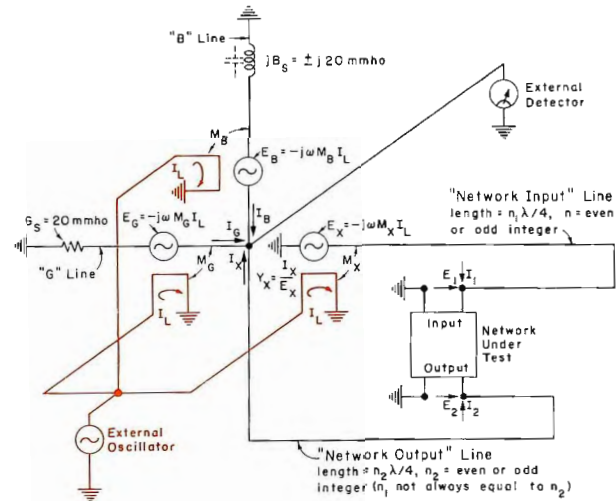 "B" Line
jB_S = ± j 20 mmho
External
Detector
M_B
I_L
E_B = -jωM_B I_L
G_S = 20 mmho
E_G = -jωM_G I_L
I_G
I_B
E_X = -jωM_X I_L
"Network Input" Line
length = n_1 λ/4, n = even
or odd integer
"G" Line
M_G
I_X
Y_X = I_X / E_X
M_X
I_L
I_L
E_1
I_1
Input
Output
Network
Under
Test
E_2
I_2
External
Oscillator
"Network Output" Line
length = n_2 λ/4, n_2 = even or odd
integer (n_1 not always equal to n_2)